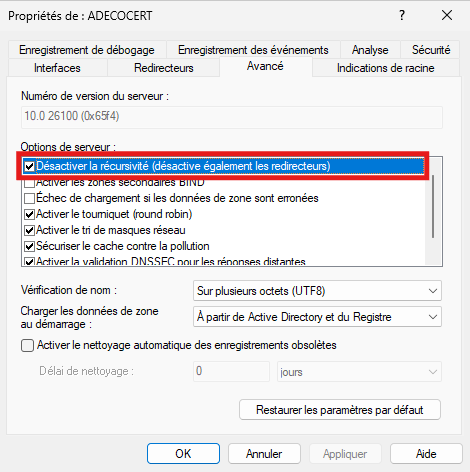 Propriétés de : ADECOCERT
?
Enregistrement de débogage
Enregistrement des événements
Analyse
Sécurité
Interfaces
Redirecteurs
Avancé
Indications de racine
Numéro de version du serveur :
10.0 26100 (0x65f4)
Options de serveur :
Désactiver la récursivité (désactive également les redirecteurs)
Activer les zones secondaires BIND
Échec de chargement si les données de zone sont erronées
Activer le tourniquet (round robin)
Activer le tri de masques réseau
Sécuriser le cache contre la pollution
Activer la validation DNSSEC pour les réponses distantes
Vérification de nom :
Sur plusieurs octets (UTF8)
Charger les données de zone
au démarrage :
À partir de Active Directory et du Registre
Activer le nettoyage automatique des enregistrements obsolètes
Délai de nettoyage :
0
jours
Restaurer les paramètres par défaut
OK
Annuler
Appliquer
Aide